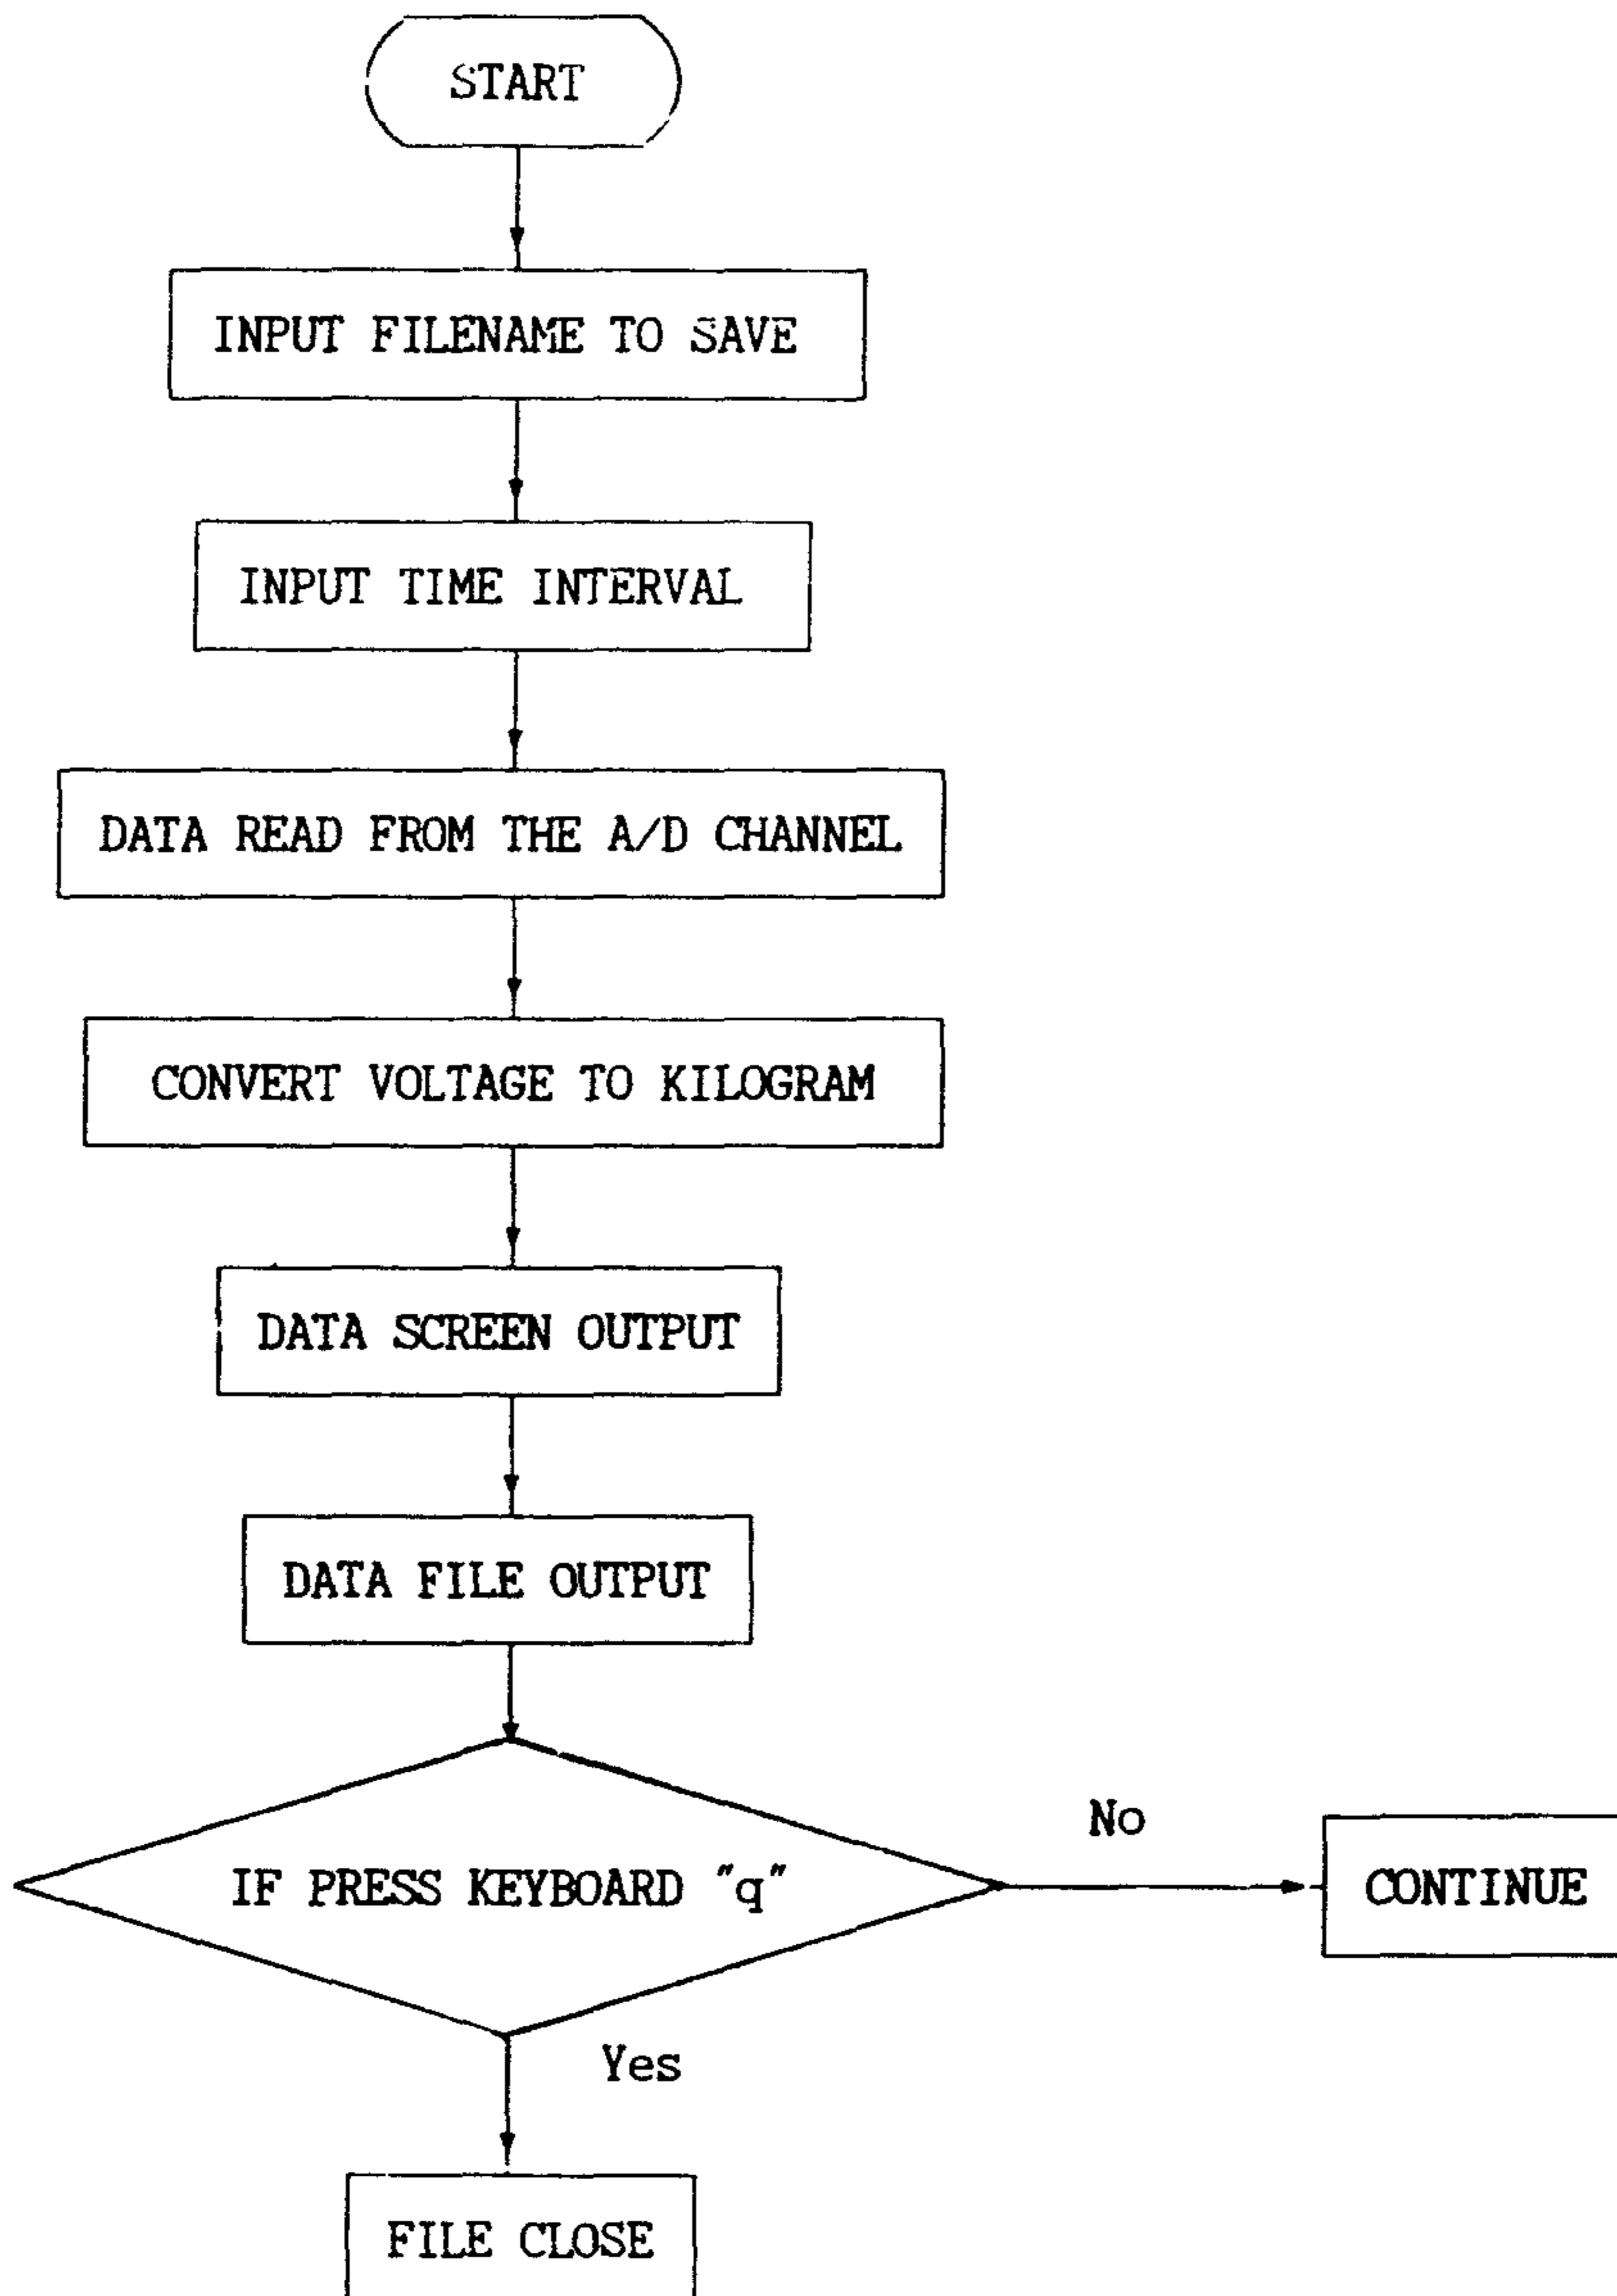 START
INPUT FILENAME TO SAVE
INPUT TIME INTERVAL
DATA READ FROM THE A/D CHANNEL
CONVERT VOLTAGE TO KILOGRAM
DATA SCREEN OUTPUT
DATA FILE OUTPUT
IF PRESS KEYBOARD "q"
No
CONTINUE
Yes
FILE CLOSE